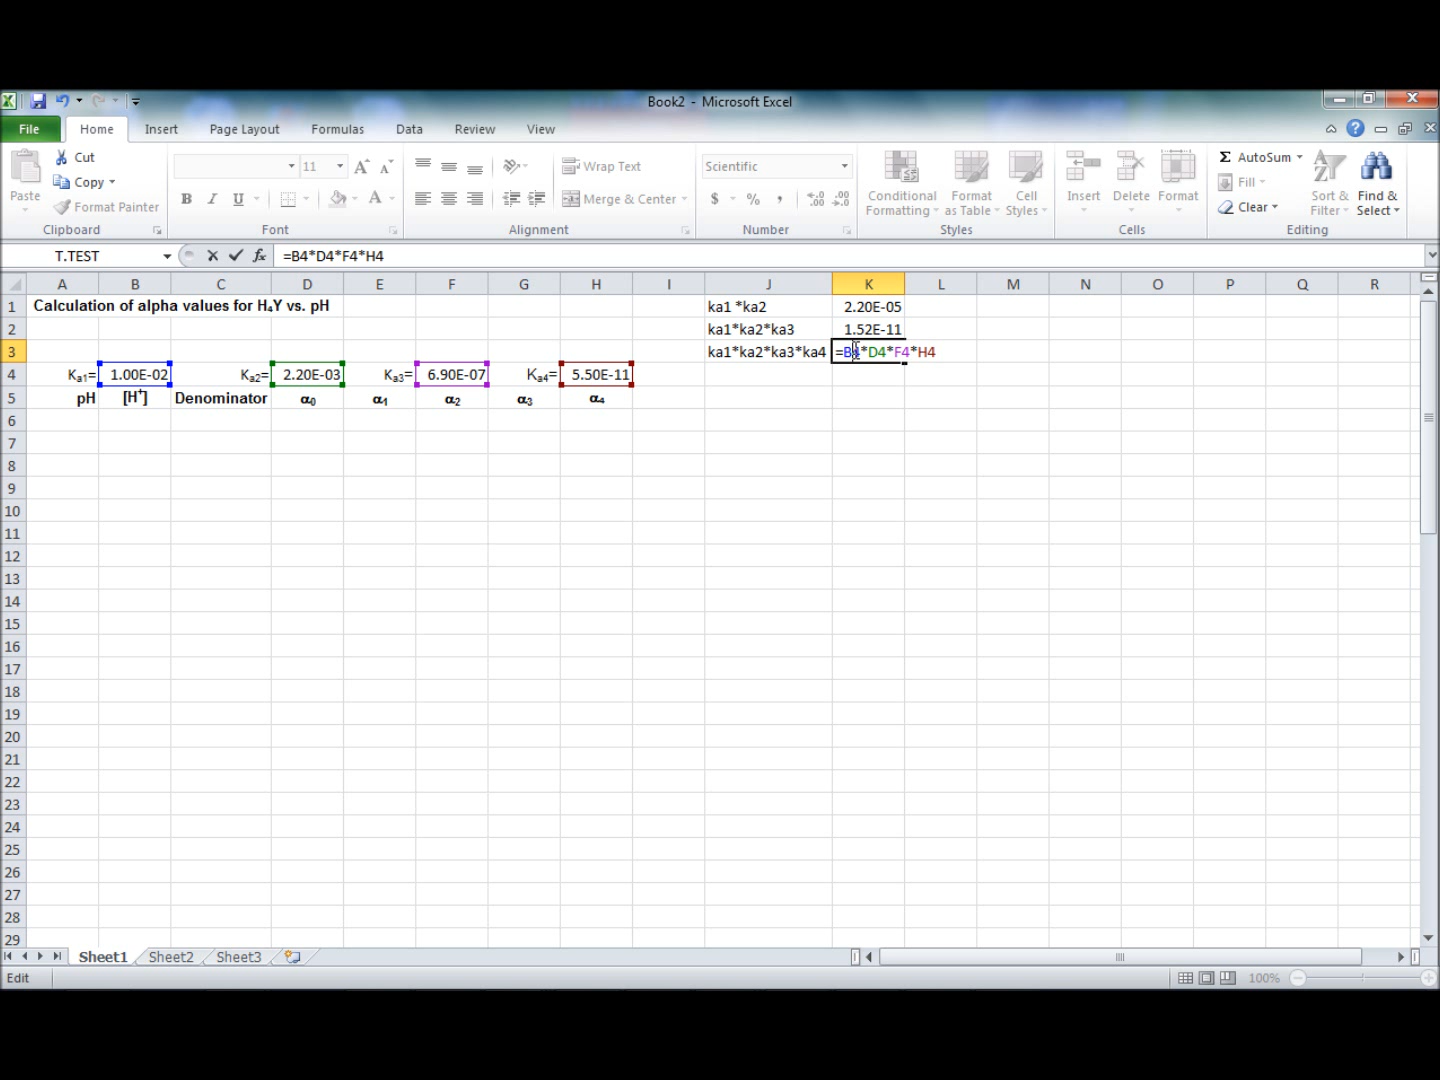 Book2 - Microsoft Excel
File Home Insert Page Layout Formulas Data Review View
Paste Cut Copy Format Painter
11
Wrap Text
Merge & Center
Scientific
$ % ,
Conditional Formatting Format as Table Cell Styles
Insert Delete Format
Σ AutoSum Fill Clear
Sort & Filter Find & Select
B I U A
Clipboard Font Alignment Number Styles Cells Editing
T.TEST fx =B4*D4*F4*H4
A B C D E F G H I J K L M N O P Q R
1 Calculation of alpha values for H₄Y vs. pH ka1 *ka2 2.20E-05
2 ka1*ka2*ka3 1.52E-11
3 ka1*ka2*ka3*ka4 =B4*D4*F4*H4
4 Ka1= 1.00E-02 Ka2= 2.20E-03 Ka3= 6.90E-07 Ka4= 5.50E-11
5 pH [H⁺] Denominator α₀ α₁ α₂ α₃ α₄
6
7
8
9
10
11
12
13
14
15
16
17
18
19
20
21
22
23
24
25
26
27
28
29
Sheet1 Sheet2 Sheet3
Edit 100%